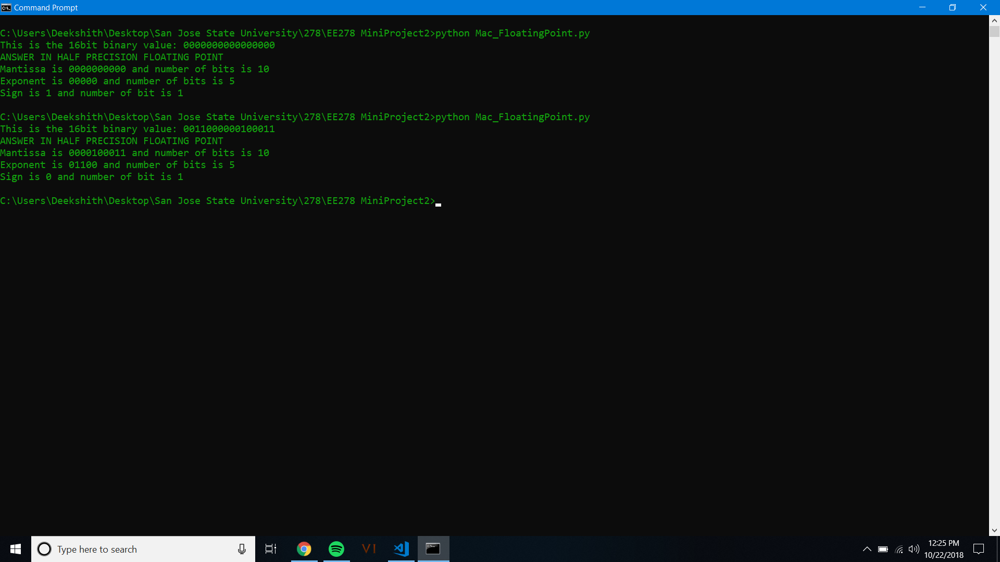 Command Prompt
C:\Users\Deekshith\Desktop\San Jose State University\278\EE278 MiniProject2>python Mac_FloatingPoint.py
This is the 16bit binary value: 0000000000000000
ANSWER IN HALF PRECISION FLOATING POINT
Mantissa is 0000000000 and number of bits is 10
Exponent is 00000 and number of bits is 5
Sign is 1 and number of bit is 1
C:\Users\Deekshith\Desktop\San Jose State University\278\EE278 MiniProject2>python Mac_FloatingPoint.py
This is the 16bit binary value: 0011000000100011
ANSWER IN HALF PRECISION FLOATING POINT
Mantissa is 0000100011 and number of bits is 10
Exponent is 01100 and number of bits is 5
Sign is 0 and number of bit is 1
C:\Users\Deekshith\Desktop\San Jose State University\278\EE278 MiniProject2>
Type here to search
VI
12:25 PM
10/22/2018